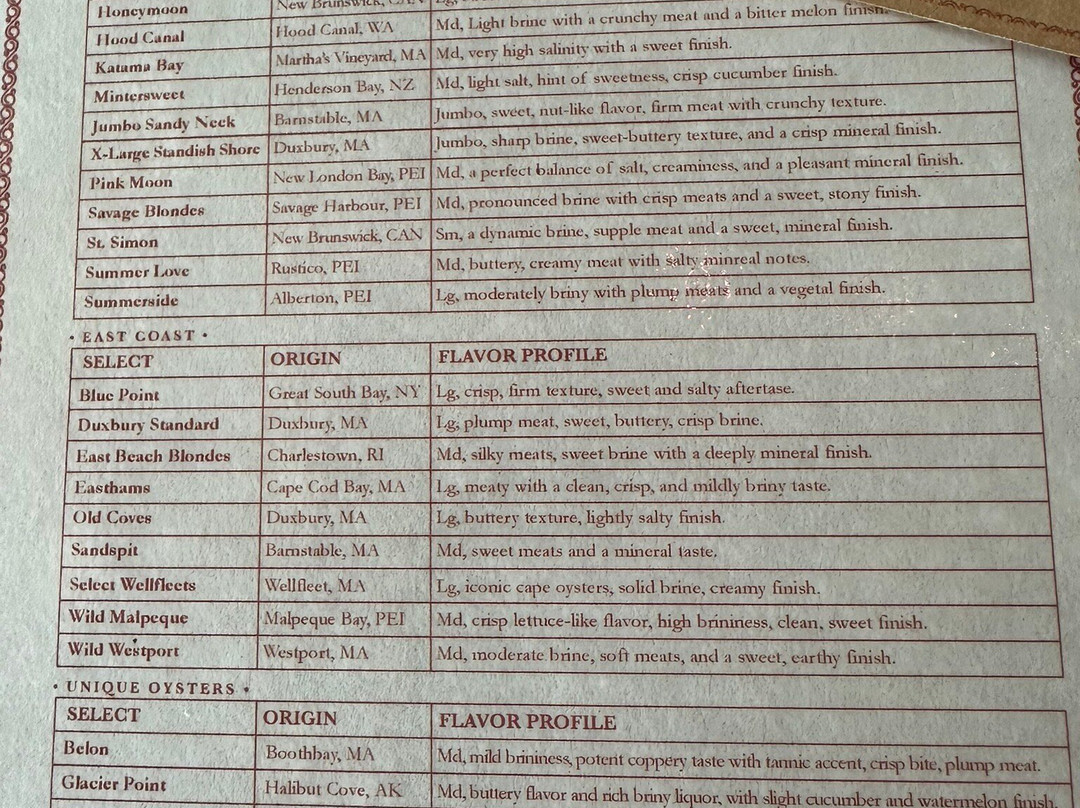 Honeymoon New Brunswick, CAN Lg,
Hood Canal Hood Canal, WA Md, Light brine with a crunchy meat and a bitter melon finish.
Katama Bay Martha's Vineyard, MA Md, very high salinity with a sweet finish.
Mintersweet Henderson Bay, NZ Md, light salt, hint of sweetness, crisp cucumber finish.
Jumbo Sandy Neck Barnstable, MA Jumbo, sweet, nut-like flavor, firm meat with crunchy texture.
X-Large Standish Shore Duxbury, MA Jumbo, sharp brine, sweet-buttery texture, and a crisp mineral finish.
Pink Moon New London Bay, PEI Md, a perfect balance of salt, creaminess, and a pleasant mineral finish.
Savage Blondes Savage Harbour, PEI Md, pronounced brine with crisp meats and a sweet, stony finish.
St. Simon New Brunswick, CAN Sm, a dynamic brine, supple meat and a sweet, mineral finish.
Summer Love Rustico, PEI Md, buttery, creamy meat with salty minreal notes.
Summerside Alberton, PEI Lg, moderately briny with plump meats and a vegetal finish.
• EAST COAST •
SELECT ORIGIN FLAVOR PROFILE
Blue Point Great South Bay, NY Lg, crisp, firm texture, sweet and salty aftertase.
Duxbury Standard Duxbury, MA Lg, plump meat, sweet, buttery, crisp brine.
East Beach Blondes Charlestown, RI Md, silky meats, sweet brine with a deeply mineral finish.
Easthams Cape Cod Bay, MA Lg, meaty with a clean, crisp, and mildly briny taste.
Old Coves Duxbury, MA Lg, buttery texture, lightly salty finish.
Sandspit Barnstable, MA Md, sweet meats and a mineral taste.
Select Wellfleets Wellfleet, MA Lg, iconic cape oysters, solid brine, creamy finish.
Wild Malpeque Malpeque Bay, PEI Md, crisp lettuce-like flavor, high brininess, clean, sweet finish.
Wild Westport Westport, MA Md, moderate brine, soft meats, and a sweet, earthy finish.
• UNIQUE OYSTERS •
SELECT ORIGIN FLAVOR PROFILE
Belon Boothbay, MA Md, mild brininess, potent coppery taste with tannic accent, crisp bite, plump meat.
Glacier Point Halibut Cove, AK Md, buttery flavor and rich briny liquor, with slight cucumber and watermelon finish.